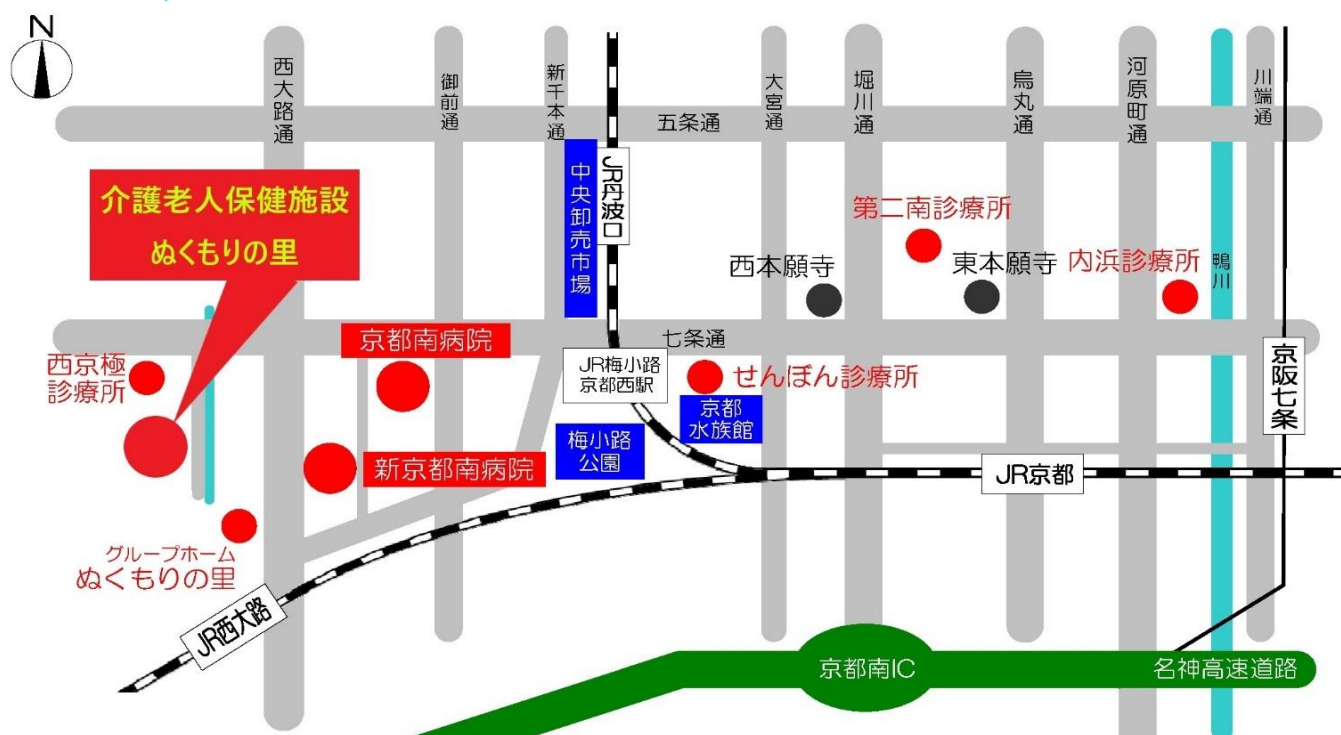 N
西大路通
御前通
新千本通
大宮通
堀川通
烏丸通
河原町通
川端通
五条通
介護老人保健施設
ぬくもりの里
中央卸売市場
JR丹波口
第二南診療所
西本願寺
東本願寺
内浜診療所
鴨川
七条通
京都南病院
西京極
診療所
JR梅小路
京都西駅
せんぼん診療所
京都
水族館
京阪七条
梅小路
公園
新京都南病院
JR京都
グループホーム
ぬくもりの里
JR西大路
京都南IC
名神高速道路